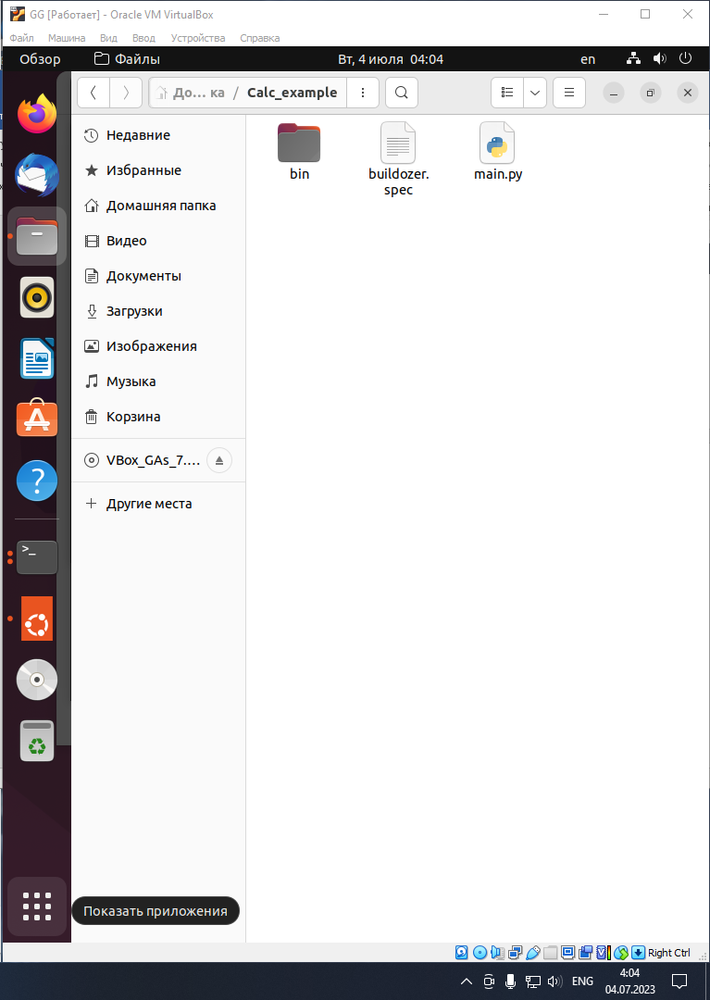 GG [Работает] - Oracle VM VirtualBox
Файл Машина Вид Ввод Устройства Справка
Обзор Файлы Вт, 4 июля 04:04 en
До… ка / Calc_example
Недавние
Избранные
Домашняя папка
Видео
Документы
Загрузки
Изображения
Музыка
Корзина
VBox_GAs_7.…
Другие места
bin
buildozer.
spec
main.py
>_
?
Показать приложения
Right Ctrl
ENG
4:04
04.07.2023